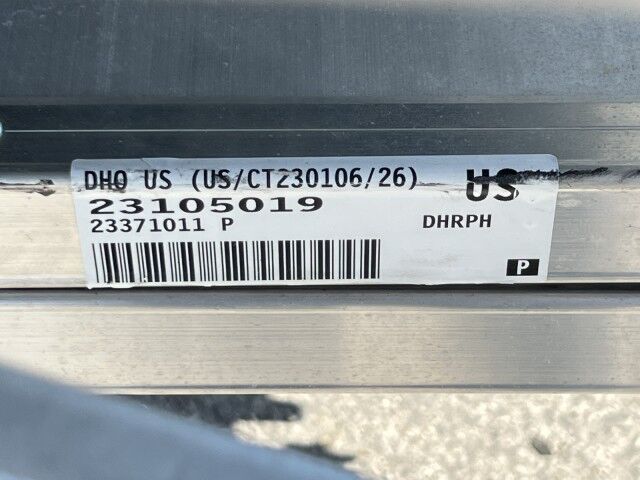 DHO US (US/CT230106/26) US
23105019
23371011 P DHRPH
P